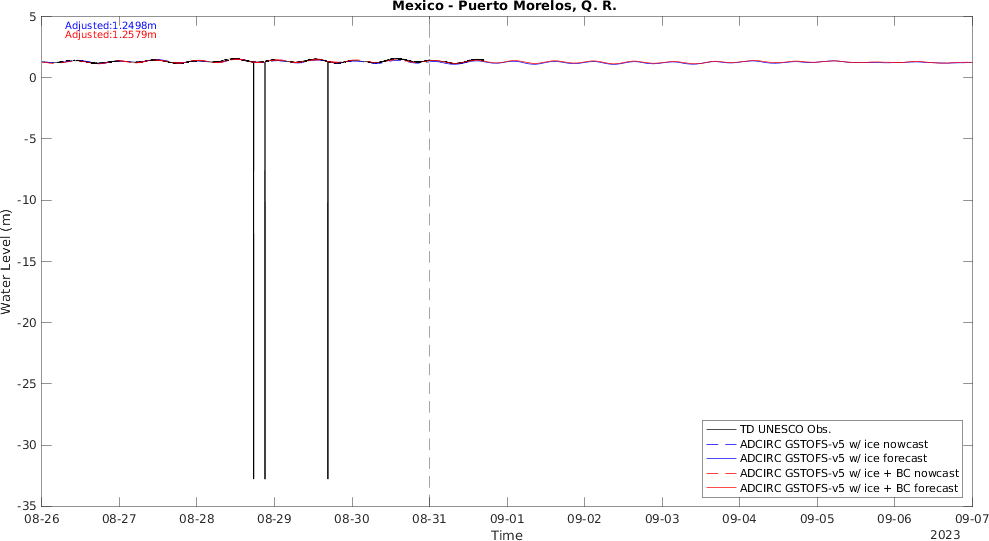 Mexico - Puerto Morelos, Q. R.
Adjusted:1.2498m
Adjusted:1.2579m
5
0
-5
-10
-15
-20
-25
-30
-35
Water Level (m)
TD UNESCO Obs.
ADCIRC GSTOFS-v5 w/ ice nowcast
ADCIRC GSTOFS-v5 w/ ice forecast
ADCIRC GSTOFS-v5 w/ ice + BC nowcast
ADCIRC GSTOFS-v5 w/ ice + BC forecast
08-26 08-27 08-28 08-29 08-30 08-31 09-01 09-02 09-03 09-04 09-05 09-06 09-07
Time
2023